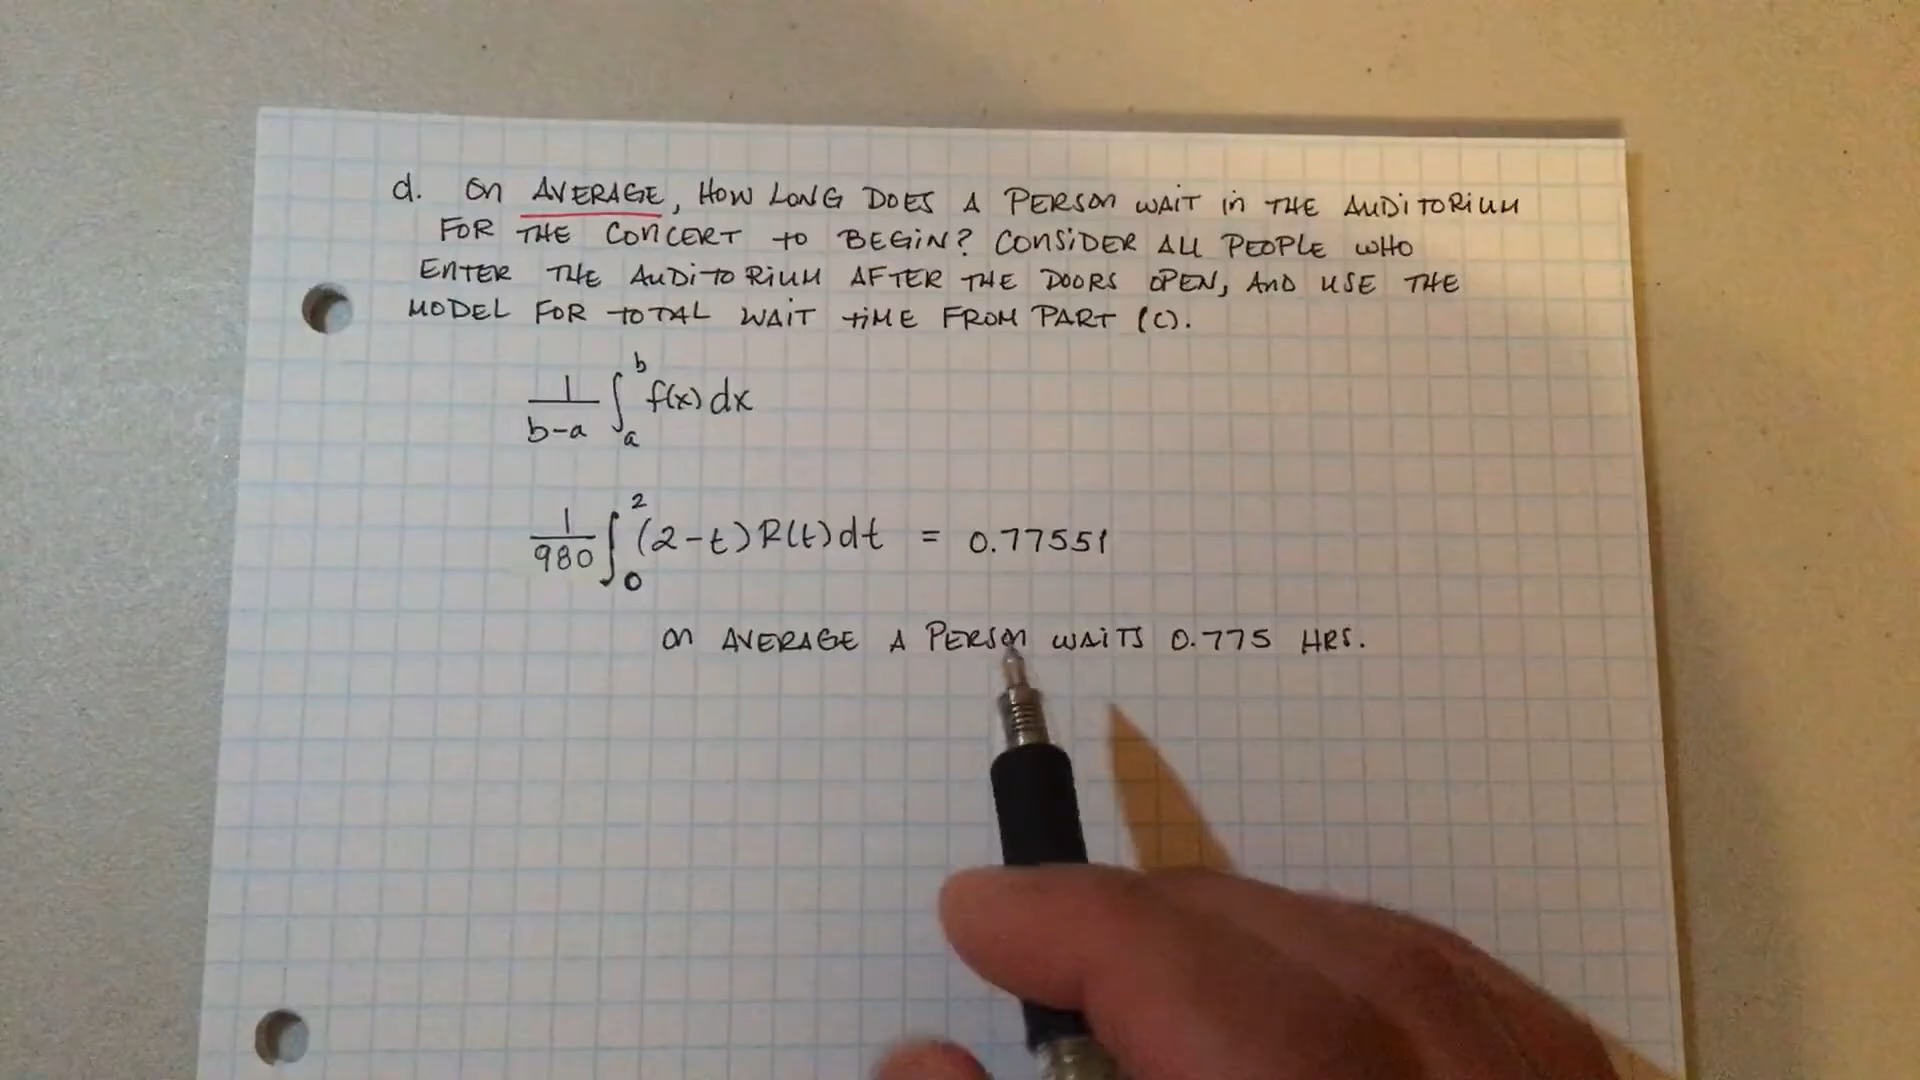 d. On AVERAGE, HOW LONG DOES A PERSON WAIT in THE AUDITORIUM
FOR THE CONCERT to BEGIN? CONSIDER ALL PEOPLE WHO
ENTER THE AUDITORIUM AFTER THE DOORS OPEN, AND USE THE
MODEL FOR TOTAL WAIT TIME FROM PART (C).
1/(b-a) ∫_a^b f(x) dx
1/980 ∫_0^2 (2-t) R(t) dt = 0.77551
On AVERAGE A PERSON WAITS 0.775 HRS.